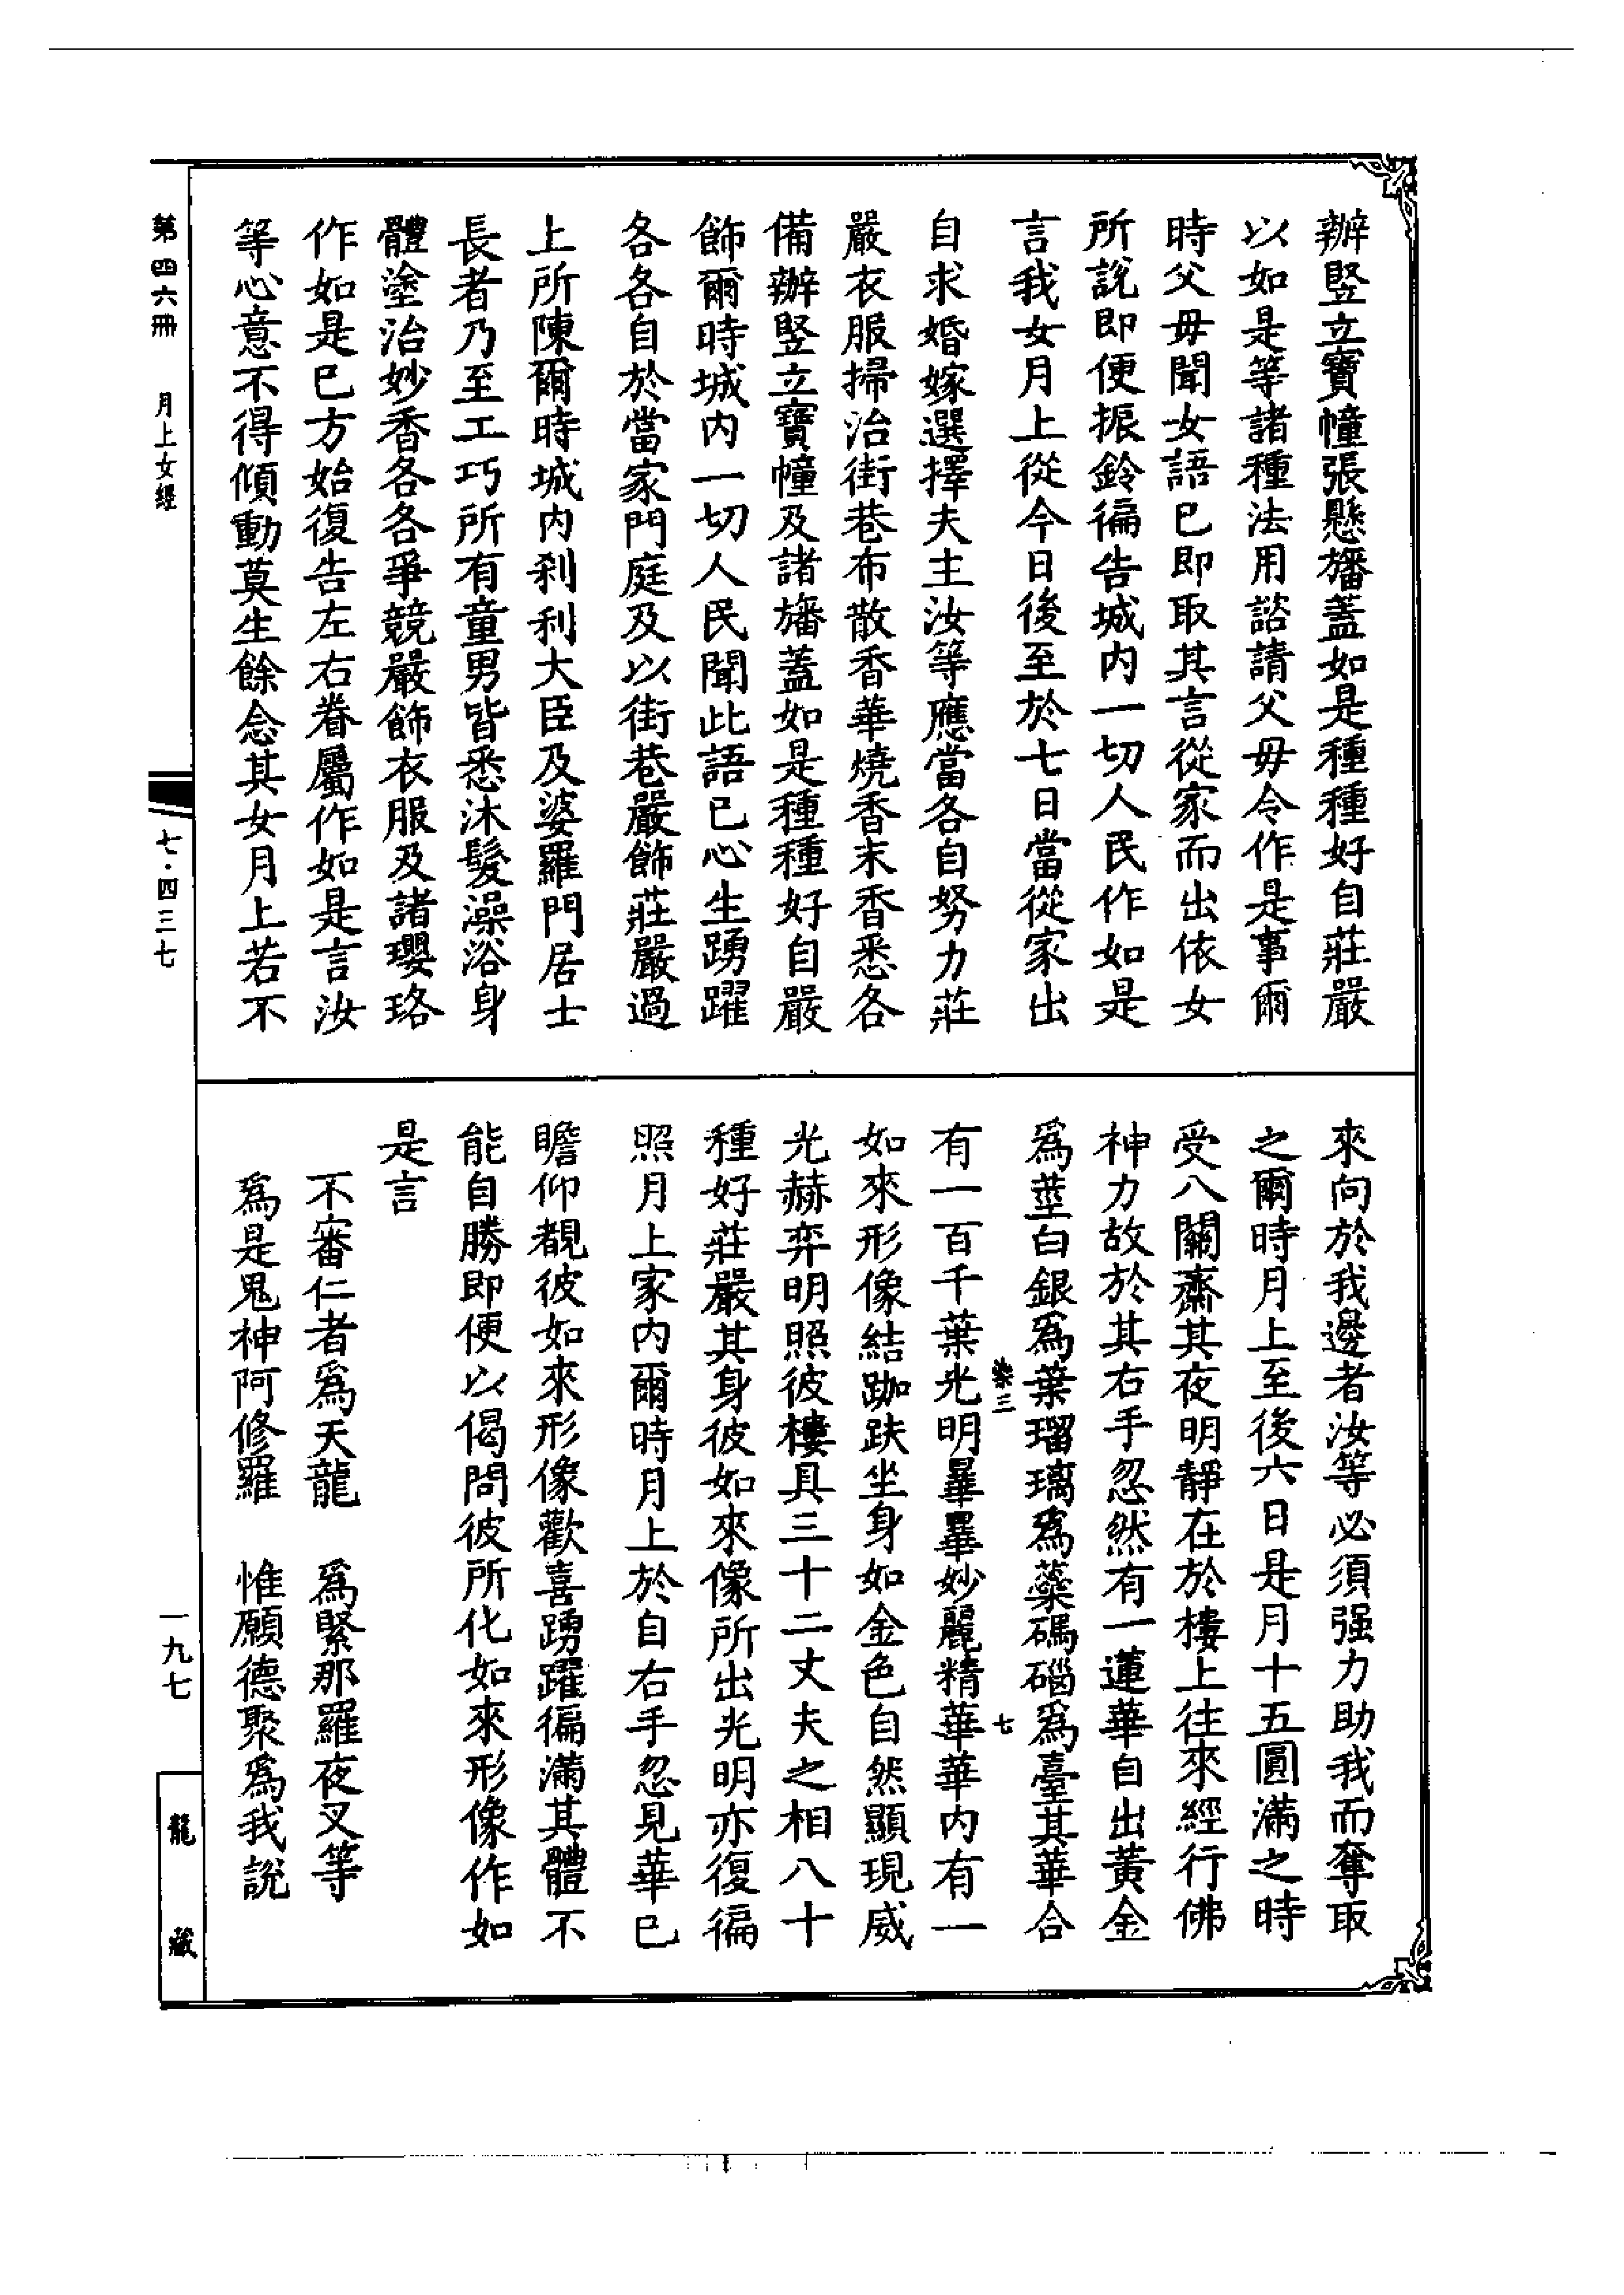 辦竪立寶幢張懸旛蓋如是種種好自莊嚴
以如是等諸種法用諮請父毋令作是事爾
時父毋聞女語巳即取其言從家而出依女
所說即便振鈴徧告城内一切人民作如是
言我女月上從今日後至於七日當從家出
自求婚嫁選擇夫主汝等應當各自努力莊
嚴衣服掃治街巷布散香華燒香末香悉各
備辦竪立寶幢及諸旛蓋如是種種好自嚴
飾爾時城内一切人民聞此語已心生踴躍
各各自於當家門庭及以街巷嚴飾莊嚴過
上所陳爾時城内刹利大臣及婆羅門居士
長者乃至工巧所有童男皆悉沐髮澡浴身
體塗治妙香各各爭競嚴飾衣服及諸瓔珞
作如是巳方始復告左右眷屬作如是言汝
等心意不得傾動莫生餘念其女月上若不
來向於我邊者汝等必須强力助我而奪取
之爾時月上至後六日是月十五圓滿之時
受八關齋其夜明靜在於樓上往來經行佛
神力故於其右手忽然有一蓮華自出黃金
爲莖白銀爲葉瑠璃爲蘂碼碯爲臺其華合
柴三 七
有一百千葉光明暈暈妙麗精華華内有一
如來形像結跏趺坐身如金色自然顯現威
光赫弈明照彼樓具三十二丈夫之相八十
種好莊嚴其身彼如來像所出光明亦復徧
照月上家内爾時月上於自右手忽見華巳
瞻仰覩彼如來形像歡喜踴躍徧滿其體不
能自勝即便以偈問彼所化如來形像作如
是言
不審仁者爲天龍 爲緊那羅夜叉等
爲是鬼神阿修羅 惟願德聚爲我說
第四六冊 月上女經 七·四三七 一九七 龍藏